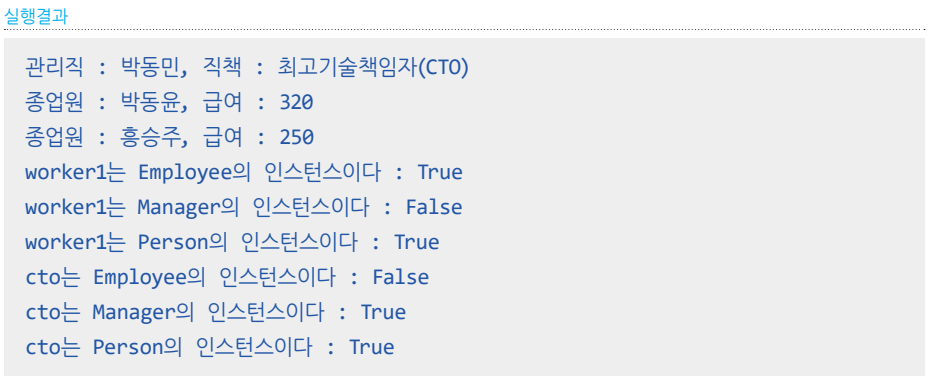 실행결과
관리직 : 박동민, 직책 : 최고기술책임자(CTO)
종업원 : 박동윤, 급여 : 320
종업원 : 홍승주, 급여 : 250
worker1는 Employee의 인스턴스이다 : True
worker1는 Manager의 인스턴스이다 : False
worker1는 Person의 인스턴스이다 : True
cto는 Employee의 인스턴스이다 : False
cto는 Manager의 인스턴스이다 : True
cto는 Person의 인스턴스이다 : True